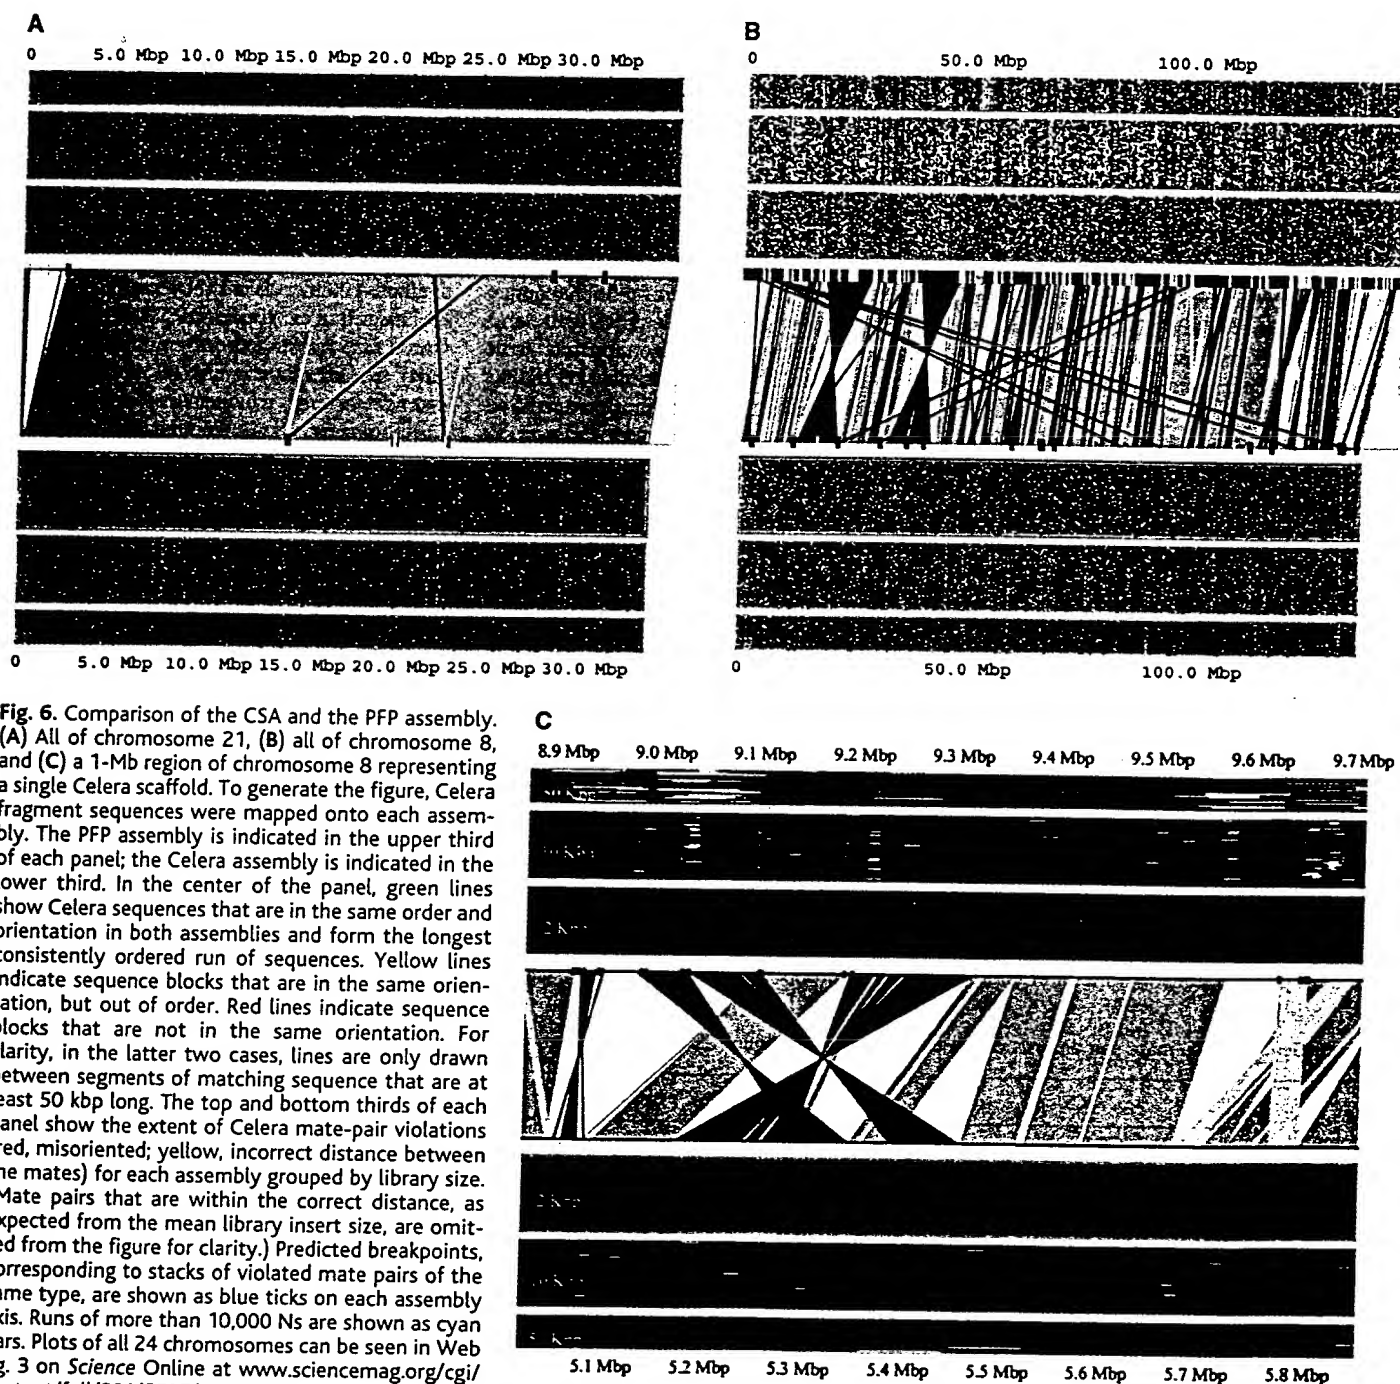 A
0 5.0 Mbp 10.0 Mbp 15.0 Mbp 20.0 Mbp 25.0 Mbp 30.0 Mbp
0 5.0 Mbp 10.0 Mbp 15.0 Mbp 20.0 Mbp 25.0 Mbp 30.0 Mbp
B
0 50.0 Mbp 100.0 Mbp
0 50.0 Mbp 100.0 Mbp
Fig. 6. Comparison of the CSA and the PFP assembly.
(A) All of chromosome 21, (B) all of chromosome 8,
and (C) a 1-Mb region of chromosome 8 representing
a single Celera scaffold. To generate the figure, Celera
fragment sequences were mapped onto each assem-
bly. The PFP assembly is indicated in the upper third
of each panel; the Celera assembly is indicated in the
ower third. In the center of the panel, green lines
show Celera sequences that are in the same order and
orientation in both assemblies and form the longest
consistently ordered run of sequences. Yellow lines
ndicate sequence blocks that are in the same orien-
ation, but out of order. Red lines indicate sequence
locks that are not in the same orientation. For
larity, in the latter two cases, lines are only drawn
etween segments of matching sequence that are at
east 50 kbp long. The top and bottom thirds of each
anel show the extent of Celera mate-pair violations
red, misoriented; yellow, incorrect distance between
he mates) for each assembly grouped by library size.
Mate pairs that are within the correct distance, as
xpected from the mean library insert size, are omit-
ed from the figure for clarity.) Predicted breakpoints,
orresponding to stacks of violated mate pairs of the
ame type, are shown as blue ticks on each assembly
xis. Runs of more than 10,000 Ns are shown as cyan
ars. Plots of all 24 chromosomes can be seen in Web
g. 3 on Science Online at www.sciencemag.org/cgi/
C
8.9 Mbp 9.0 Mbp 9.1 Mbp 9.2 Mbp 9.3 Mbp 9.4 Mbp 9.5 Mbp 9.6 Mbp 9.7 Mbp
5.1 Mbp 5.2 Mbp 5.3 Mbp 5.4 Mbp 5.5 Mbp 5.6 Mbp 5.7 Mbp 5.8 Mbp